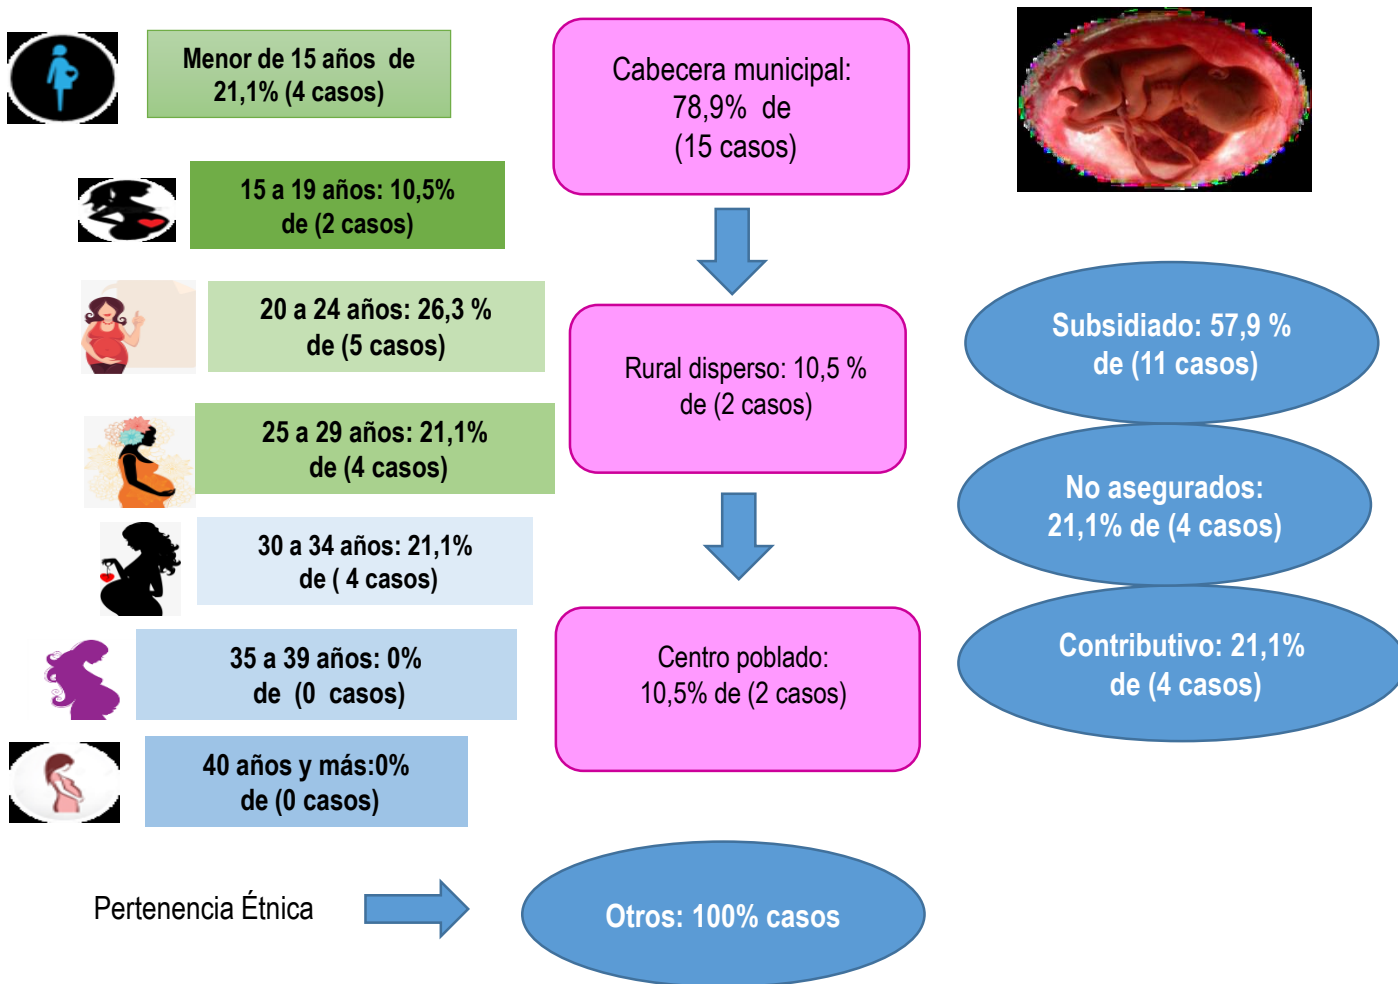 Menor de 15 años de
21,1% (4 casos)
15 a 19 años: 10,5%
de (2 casos)
20 a 24 años: 26,3 %
de (5 casos)
25 a 29 años: 21,1%
de (4 casos)
30 a 34 años: 21,1%
de ( 4 casos)
35 a 39 años: 0%
de (0 casos)
40 años y más:0%
de (0 casos)
Cabecera municipal:
78,9% de
(15 casos)
Rural disperso: 10,5 %
de (2 casos)
Centro poblado:
10,5% de (2 casos)
Subsidiado: 57,9 %
de (11 casos)
No asegurados:
21,1% de (4 casos)
Contributivo: 21,1%
de (4 casos)
Pertenencia Étnica
Otros: 100% casos